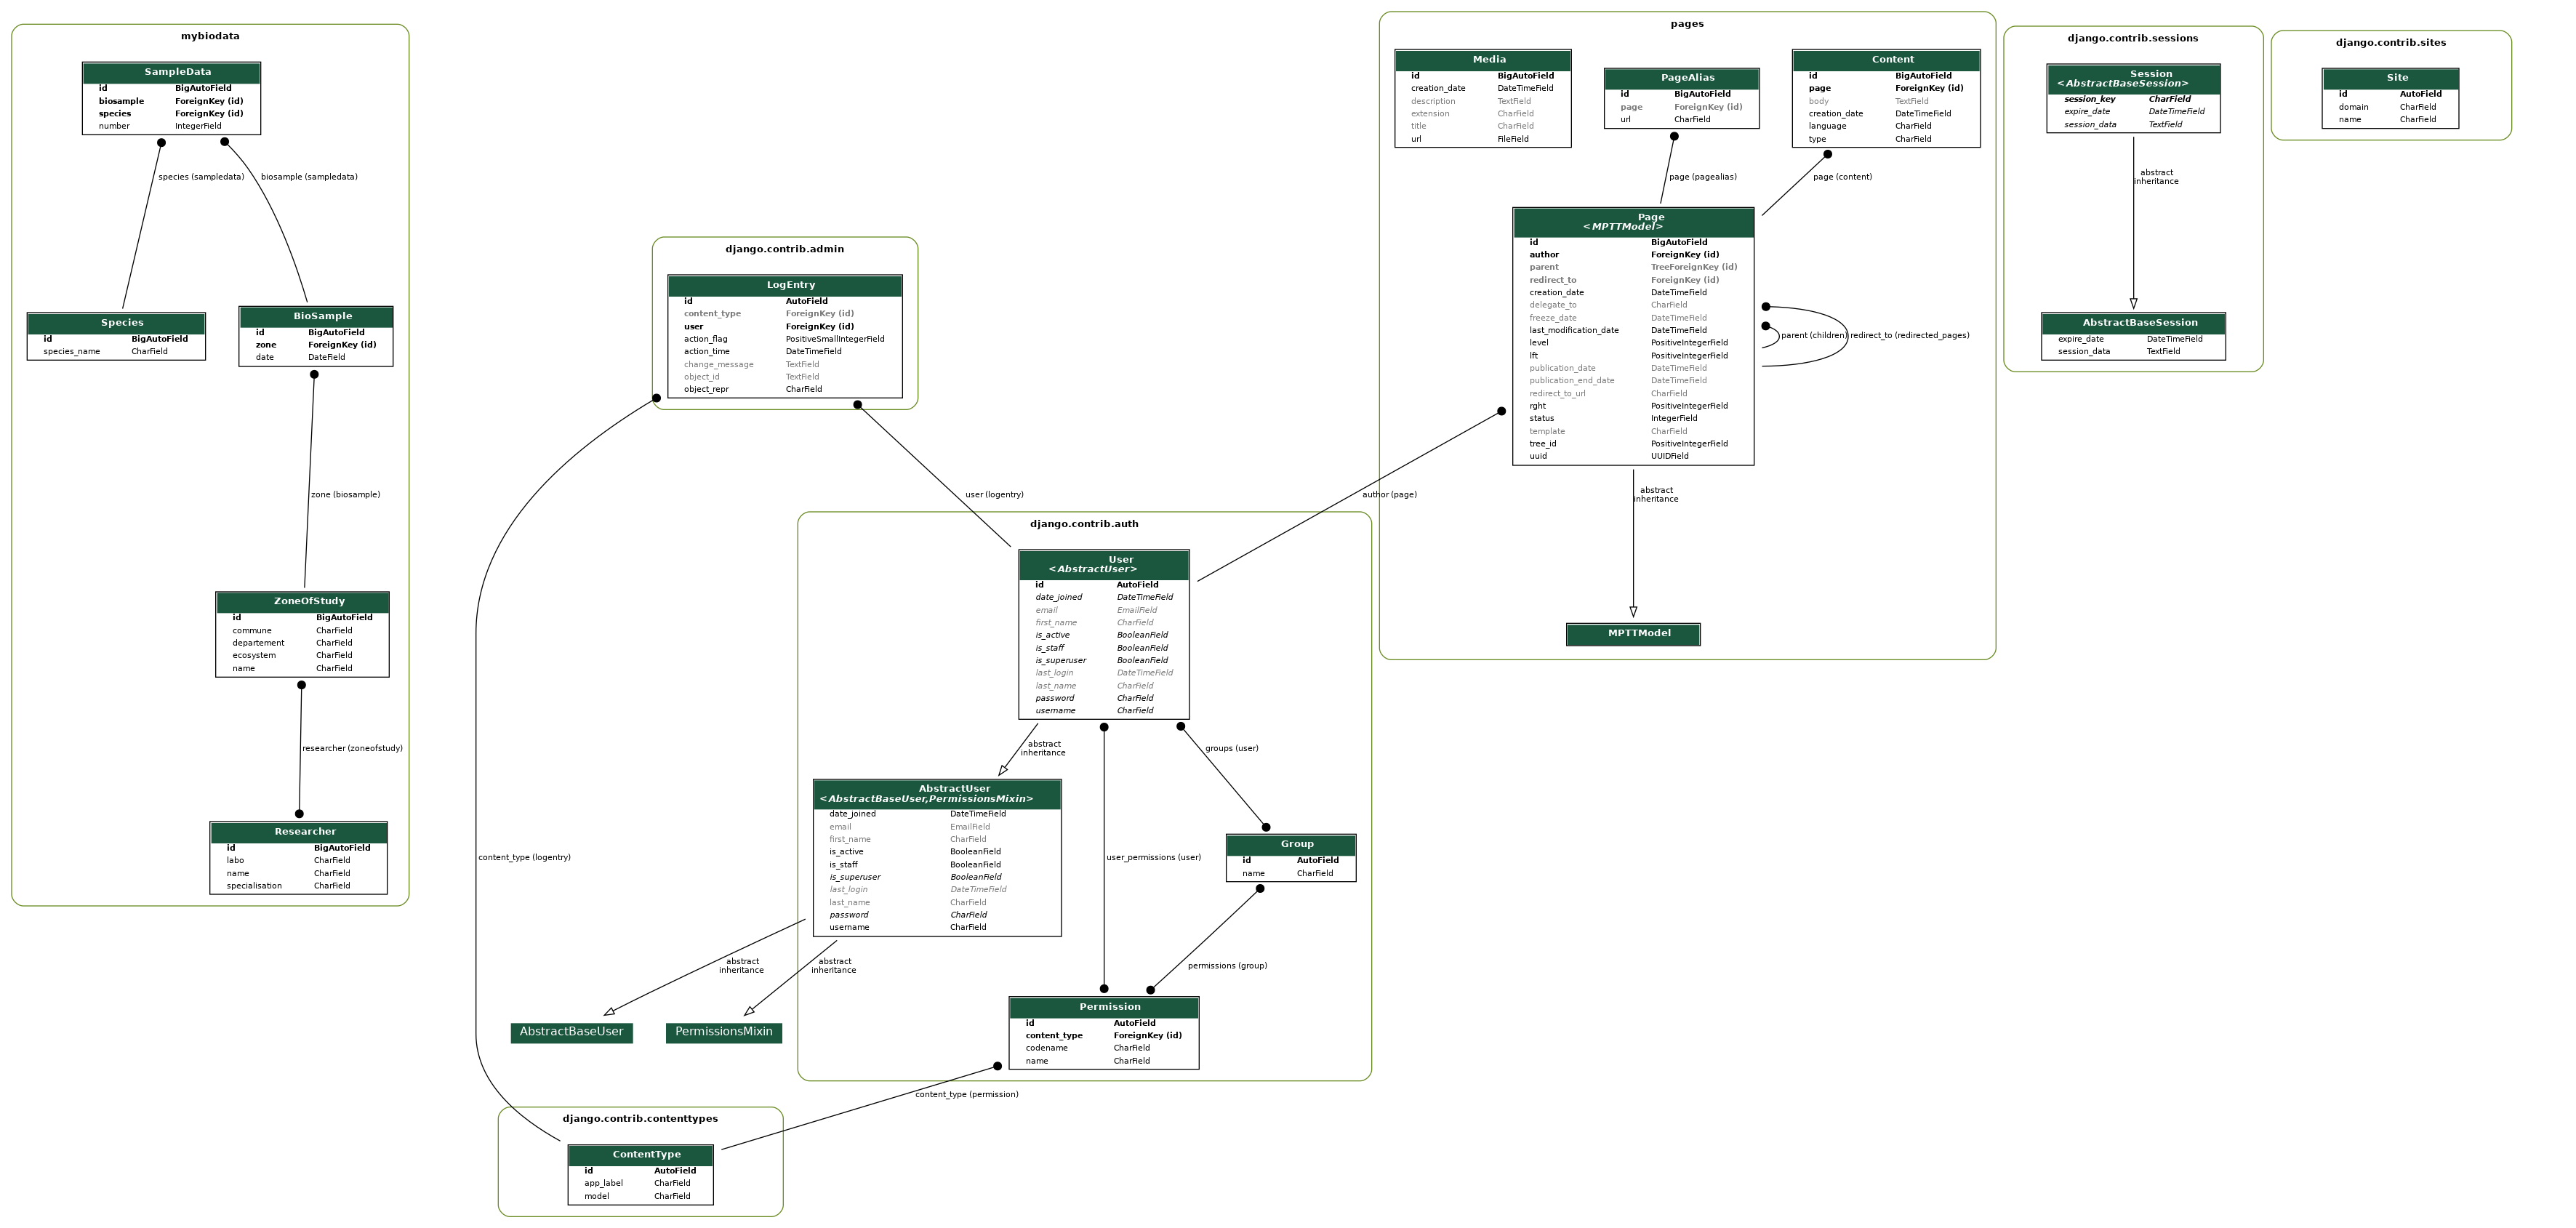 mybiodata
SampleData
id BigAutoField
biosample ForeignKey (id)
species ForeignKey (id)
number IntegerField
species (sampledata)
biosample (sampledata)
Species
id BigAutoField
species_name CharField
BioSample
id BigAutoField
zone ForeignKey (id)
date DateField
zone (biosample)
ZoneOfStudy
id BigAutoField
commune CharField
departement CharField
ecosystem CharField
name CharField
researcher (zoneofstudy)
Researcher
id BigAutoField
labo CharField
name CharField
specialisation CharField
django.contrib.admin
LogEntry
id AutoField
content_type ForeignKey (id)
user ForeignKey (id)
action_flag PositiveSmallIntegerField
action_time DateTimeField
change_message TextField
object_id TextField
object_repr CharField
user (logentry)
content_type (logentry)
django.contrib.auth
User
<AbstractUser>
id AutoField
date_joined DateTimeField
email EmailField
first_name CharField
is_active BooleanField
is_staff BooleanField
is_superuser BooleanField
last_login DateTimeField
last_name CharField
password CharField
username CharField
abstract
inheritance
groups (user)
user_permissions (user)
AbstractUser
<AbstractBaseUser,PermissionsMixin>
date_joined DateTimeField
email EmailField
first_name CharField
is_active BooleanField
is_staff BooleanField
is_superuser BooleanField
last_login DateTimeField
last_name CharField
password CharField
username CharField
Group
id AutoField
name CharField
permissions (group)
abstract
inheritance
abstract
inheritance
AbstractBaseUser
PermissionsMixin
Permission
id AutoField
content_type ForeignKey (id)
codename CharField
name CharField
content_type (permission)
django.contrib.contenttypes
ContentType
id AutoField
app_label CharField
model CharField
pages
Media
id BigAutoField
creation_date DateTimeField
description TextField
extension CharField
title CharField
url FileField
PageAlias
id BigAutoField
page ForeignKey (id)
url CharField
Content
id BigAutoField
page ForeignKey (id)
body TextField
creation_date DateTimeField
language CharField
type CharField
page (pagealias)
page (content)
Page
<MPTTModel>
id BigAutoField
author ForeignKey (id)
parent TreeForeignKey (id)
redirect_to ForeignKey (id)
creation_date DateTimeField
delegate_to CharField
freeze_date DateTimeField
last_modification_date DateTimeField
level PositiveIntegerField
lft PositiveIntegerField
publication_date DateTimeField
publication_end_date DateTimeField
redirect_to_url CharField
rght PositiveIntegerField
status IntegerField
template CharField
tree_id PositiveIntegerField
uuid UUIDField
parent (children)
redirect_to (redirected_pages)
author (page)
abstract
inheritance
MPTTModel
django.contrib.sessions
Session
<AbstractBaseSession>
session_key CharField
expire_date DateTimeField
session_data TextField
abstract
inheritance
AbstractBaseSession
expire_date DateTimeField
session_data TextField
django.contrib.sites
Site
id AutoField
domain CharField
name CharField